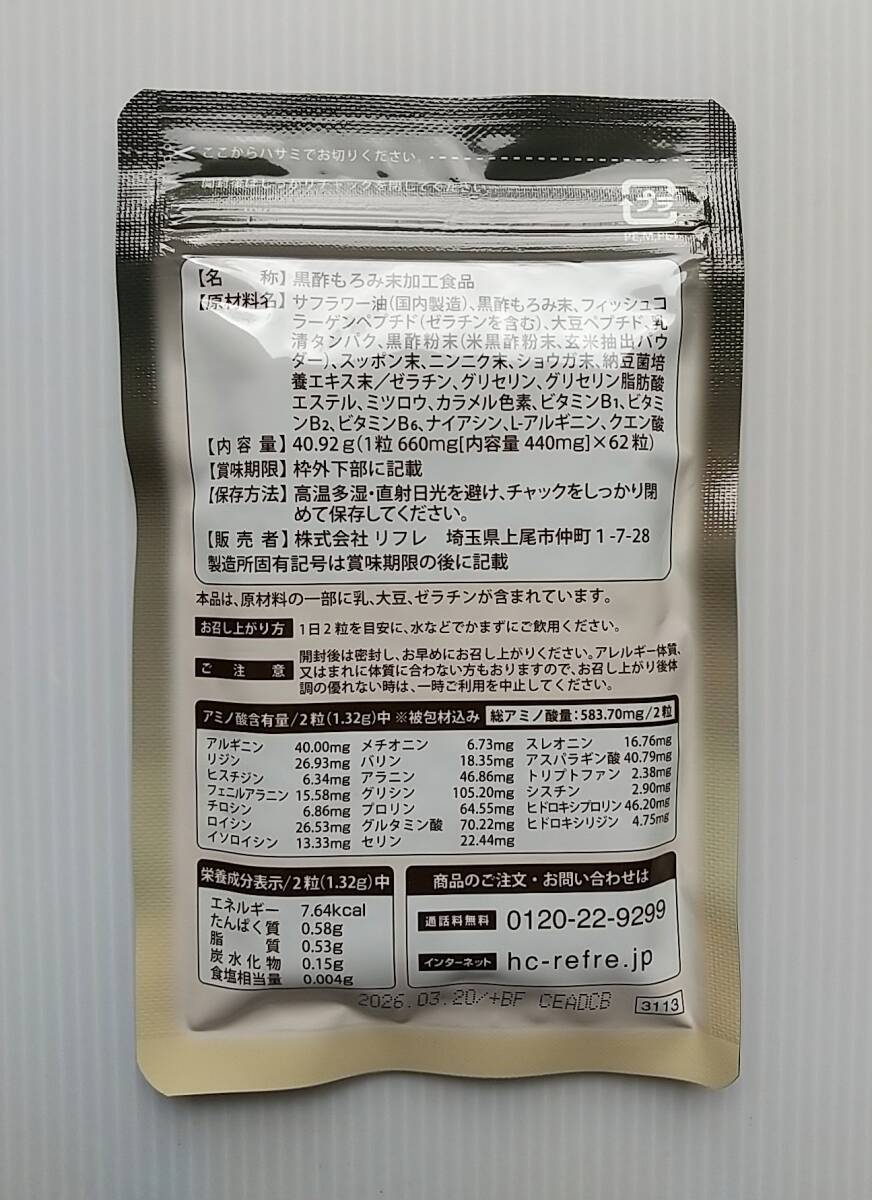 ここからハサミでお切りください。
プラ
【名　　称】黒酢もろみ末加工食品
【原材料名】サフラワー油(国内製造)、黒酢もろみ末、フィッシュコ
ラーゲンペプチド(ゼラチンを含む)、大豆ペプチド、乳
清タンパク、黒酢粉末(米黒酢粉末、玄米抽出パウ
ダー)、スッポン末、ニンニク末、ショウガ末、納豆菌培
養エキス末/ゼラチン、グリセリン、グリセリン脂肪酸
エステル、ミツロウ、カラメル色素、ビタミンB1、ビタミ
ンB2、ビタミンB6、ナイアシン、L-アルギニン、クエン酸
【内 容 量】40.92g(1粒 660mg[内容量 440mg]×62粒)
【賞味期限】枠外下部に記載
【保存方法】高温多湿・直射日光を避け、チャックをしっかり閉
めて保存してください。
【販 売 者】株式会社 リフレ　埼玉県上尾市仲町1-7-28
製造所固有記号は賞味期限の後に記載
本品は、原材料の一部に乳、大豆、ゼラチンが含まれています。
お召し上がり方 1日2粒を目安に、水などでかまずにご飲用ください。
ご 注 意 開封後は密封し、お早めにお召し上がりください。アレルギー体質、
又はまれに体質に合わない方もおりますので、お召し上がり後体
調の優れない時は、一時ご利用を中止してください。
アミノ酸含有量/2粒(1.32g)中 ※被包材込み 総アミノ酸量:583.70mg/2粒
アルギニン 40.00mg メチオニン 6.73mg スレオニン 16.76mg
リジン 26.93mg バリン 18.35mg アスパラギン酸 40.79mg
ヒスチジン 6.34mg アラニン 46.86mg トリプトファン 2.38mg
フェニルアラニン 15.58mg グリシン 105.20mg シスチン 2.90mg
チロシン 6.86mg プロリン 64.55mg ヒドロキシプロリン 46.20mg
ロイシン 26.53mg グルタミン酸 70.22mg ヒドロキシリジン 4.75mg
イソロイシン 13.33mg セリン 22.44mg
栄養成分表示/2粒(1.32g)中
エネルギー 7.64kcal
たんぱく質 0.58g
脂　　質 0.53g
炭水化物 0.15g
食塩相当量 0.004g
商品のご注文・お問い合わせは
通話料無料 0120-22-9299
インターネット hc-refre.jp
2026.03.20/+BF CEADCB
3113